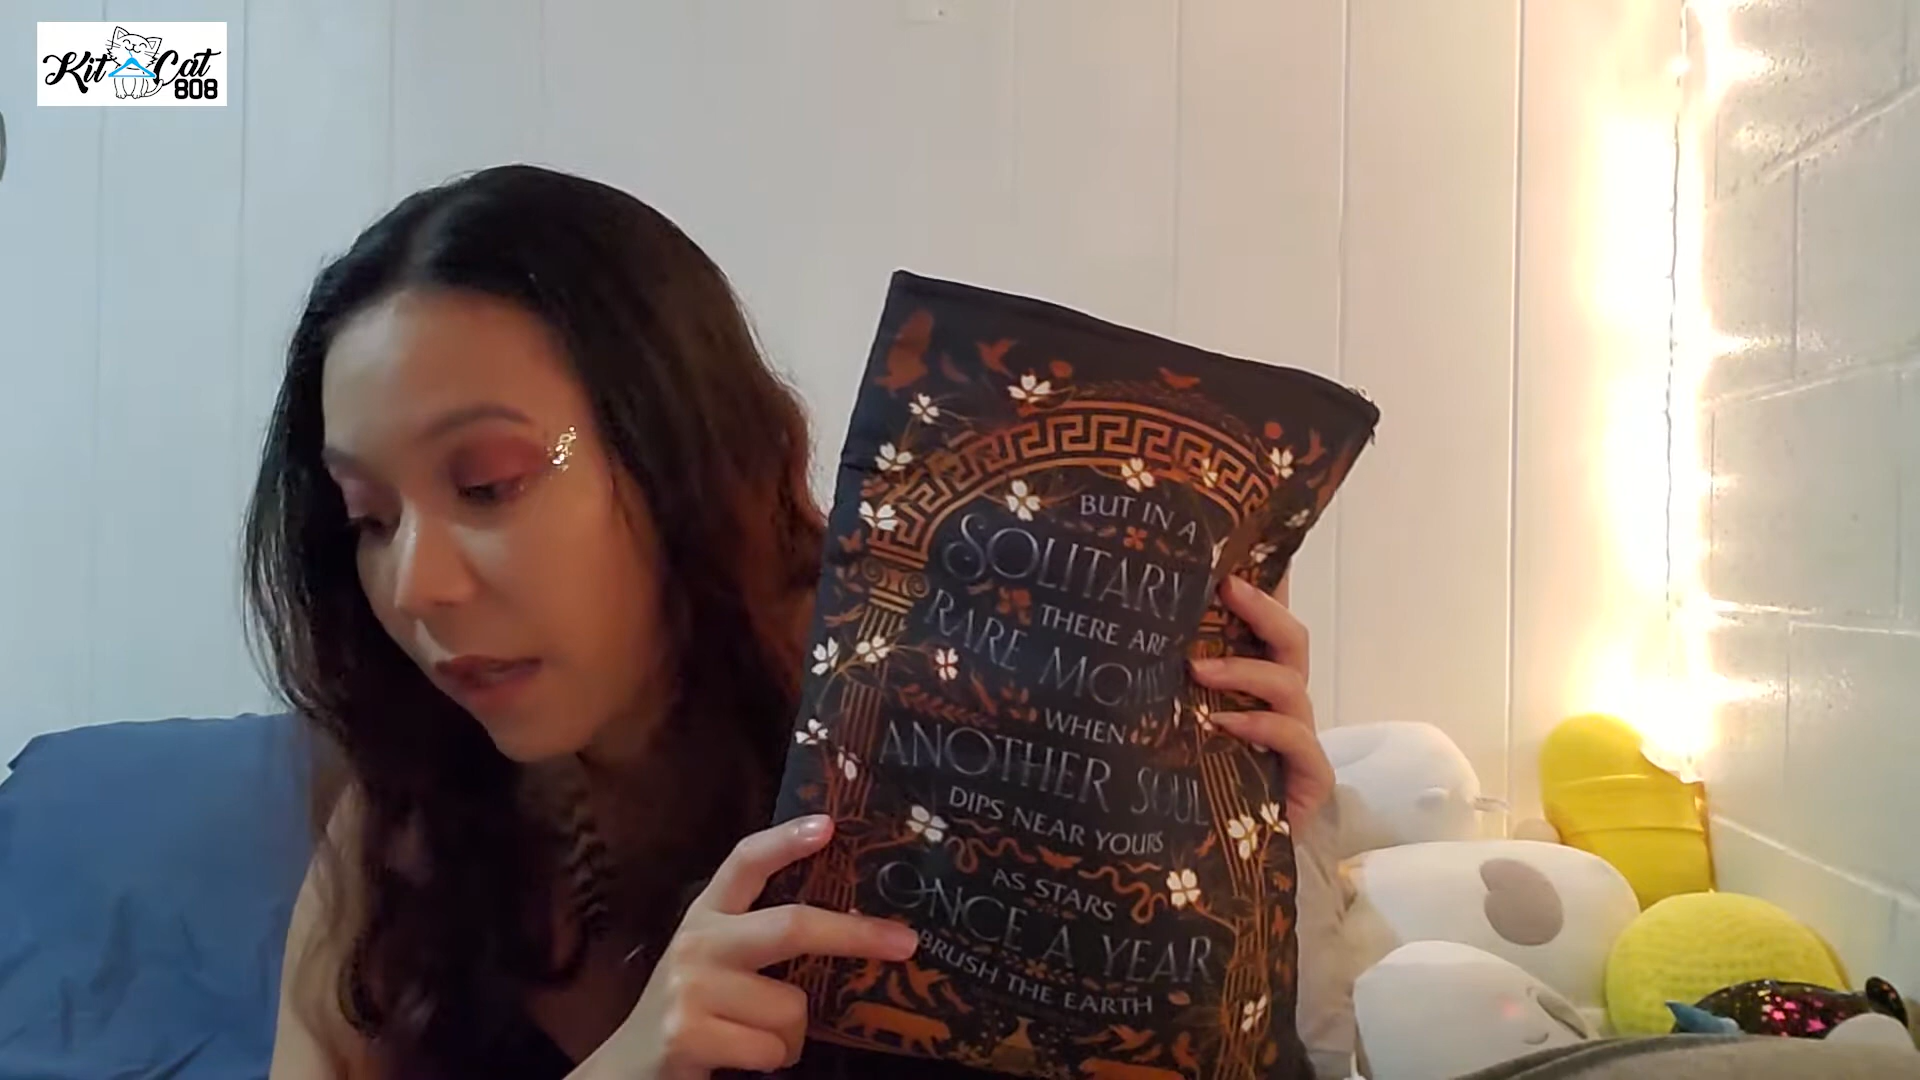 Kit Cat
808
BUT IN A
SOLITARY
THERE ARE
RARE
WHEN
ANOTHER SOUL
DIPS NEAR YOURS
AS STARS
ONCE A YEAR
BRUSH THE EARTH